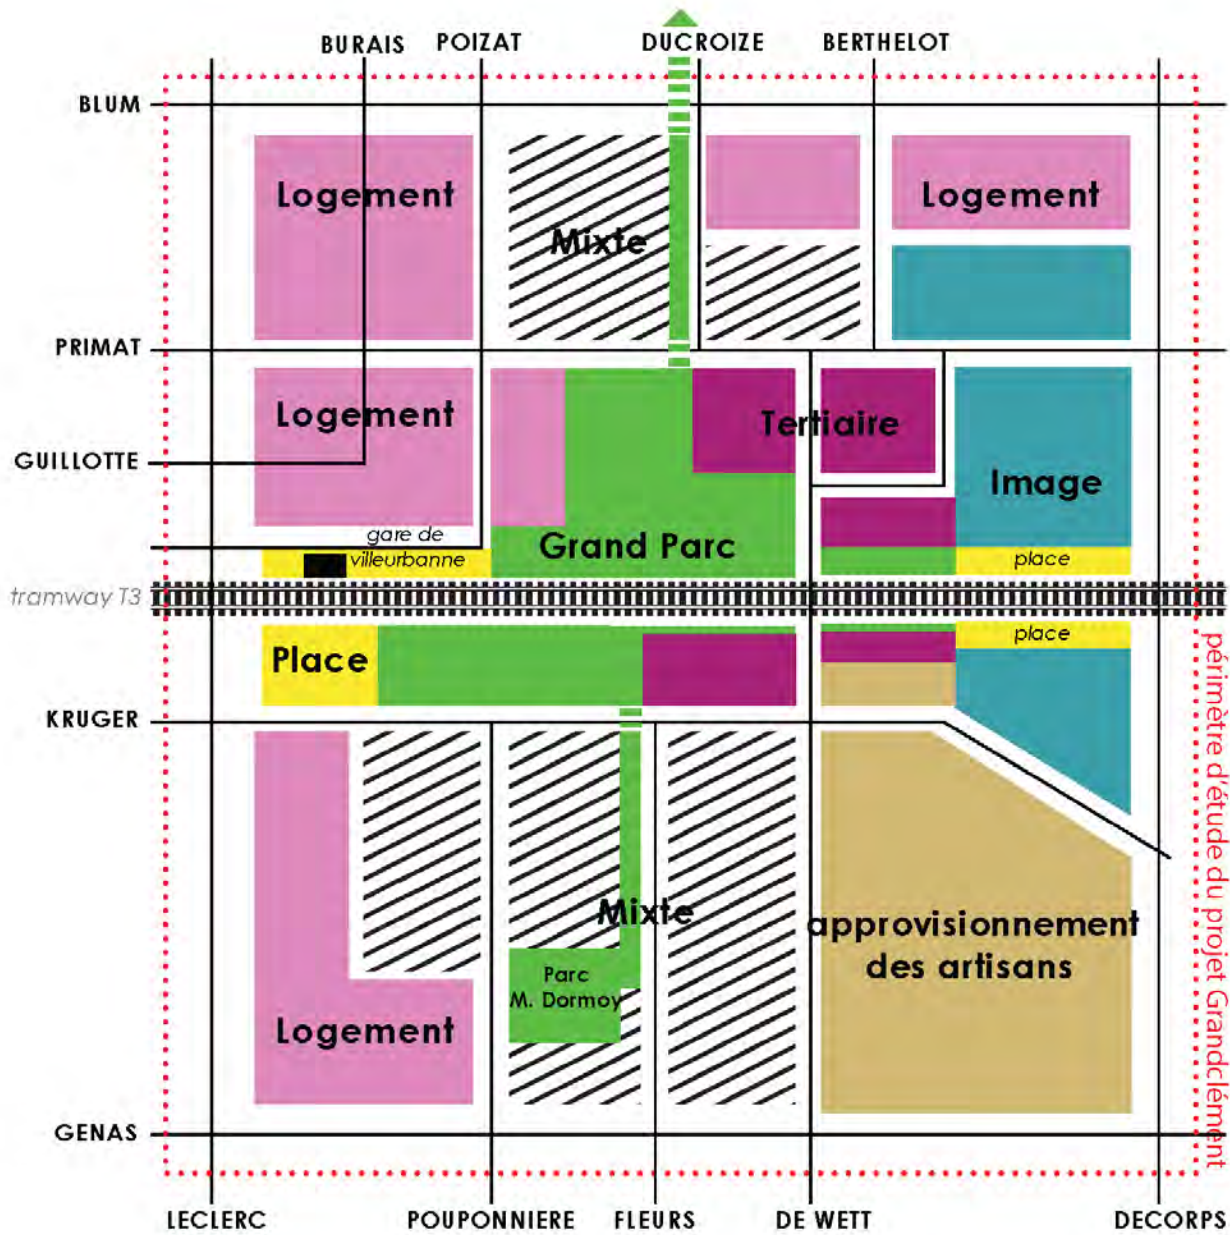 BURAIS
POIZAT
DUCROIZE
BERTHELOT
BLUM
Logement
Mixte
Logement
PRIMAT
Logement
Tertiaire
GUILLOTTE
Image
gare de
villeurbanne
Grand Parc
place
tramway T3
Place
place
KRUGER
périmètre d'étude du projet Grandclément
Mixte
approvisionnement
des artisans
Parc
M. Dormoy
Logement
GENAS
LECLERC
POUPONNIERE
FLEURS
DE WETT
DECORPS